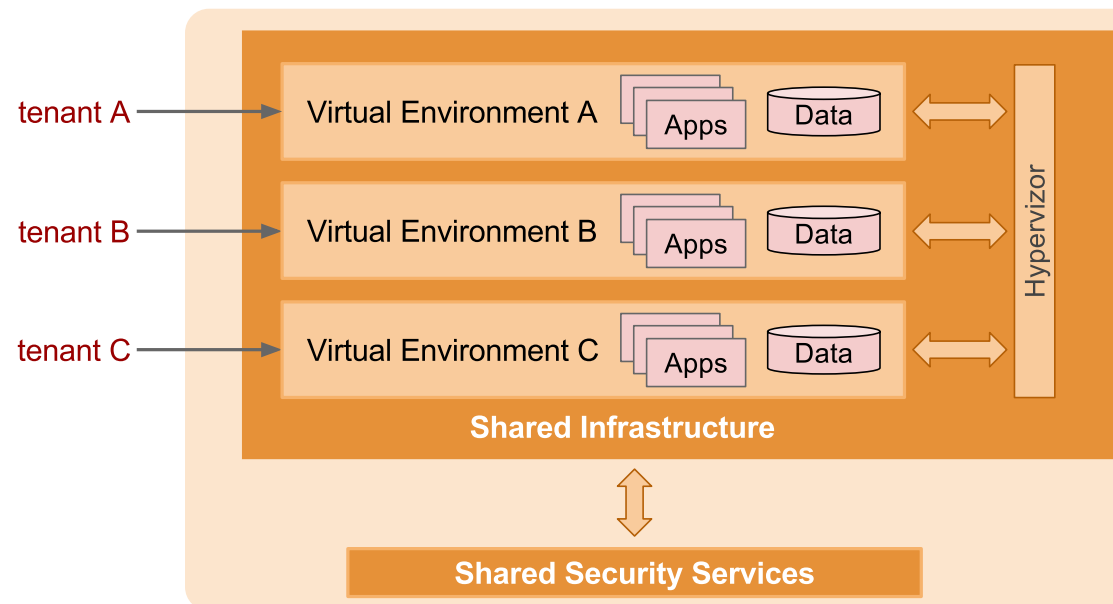 tenant A
Virtual Environment A
Apps
Data
tenant B
Virtual Environment B
Apps
Data
tenant C
Virtual Environment C
Apps
Data
Hypervizor
Shared Infrastructure
Shared Security Services